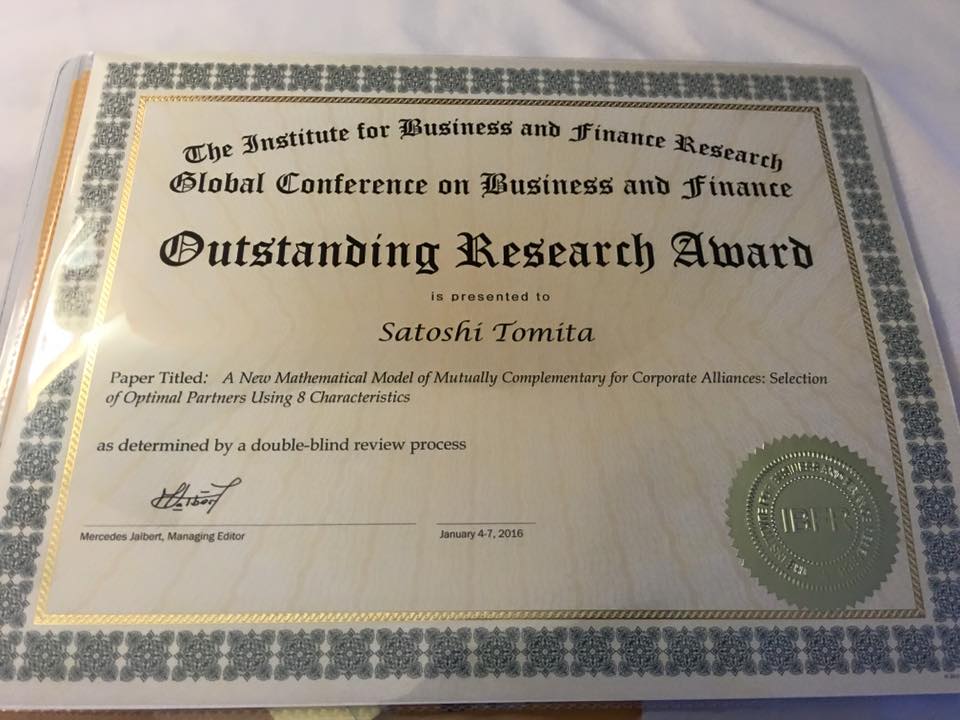 The Institute for Business and Finance Research
Global Conference on Business and Finance
Outstanding Research Award
is presented to
Satoshi Tomita
Paper Titled: A New Mathematical Model of Mutually Complementary for Corporate Alliances: Selection
of Optimal Partners Using 8 Characteristics
as determined by a double-blind review process
Mercedes Jalbert, Managing Editor
January 4-7, 2016
IBFR